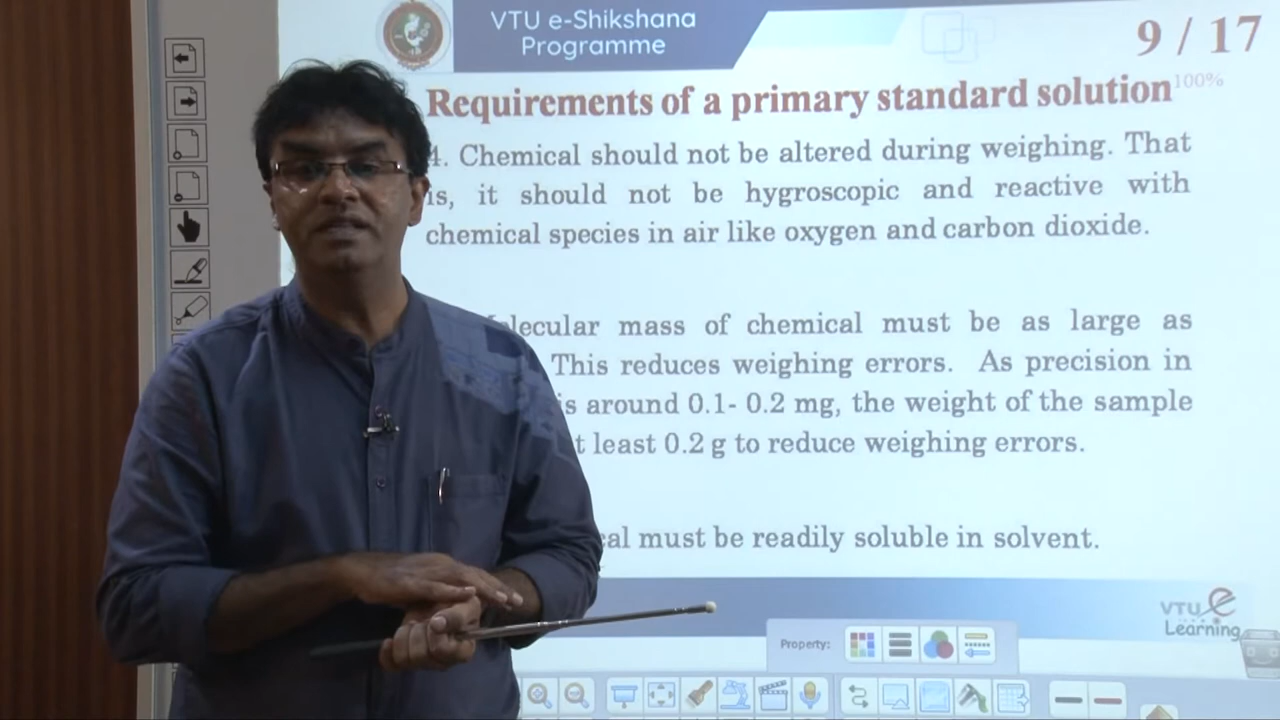 VTU e-Shikshana
Programme
9 / 17
Requirements of a primary standard solution
100%
4. Chemical should not be altered during weighing. That
is, it should not be hygroscopic and reactive with
chemical species in air like oxygen and carbon dioxide.
lecular mass of chemical must be as large as
This reduces weighing errors. As precision in
is around 0.1- 0.2 mg, the weight of the sample
t least 0.2 g to reduce weighing errors.
cal must be readily soluble in solvent.
VTU e
Learning
Property: